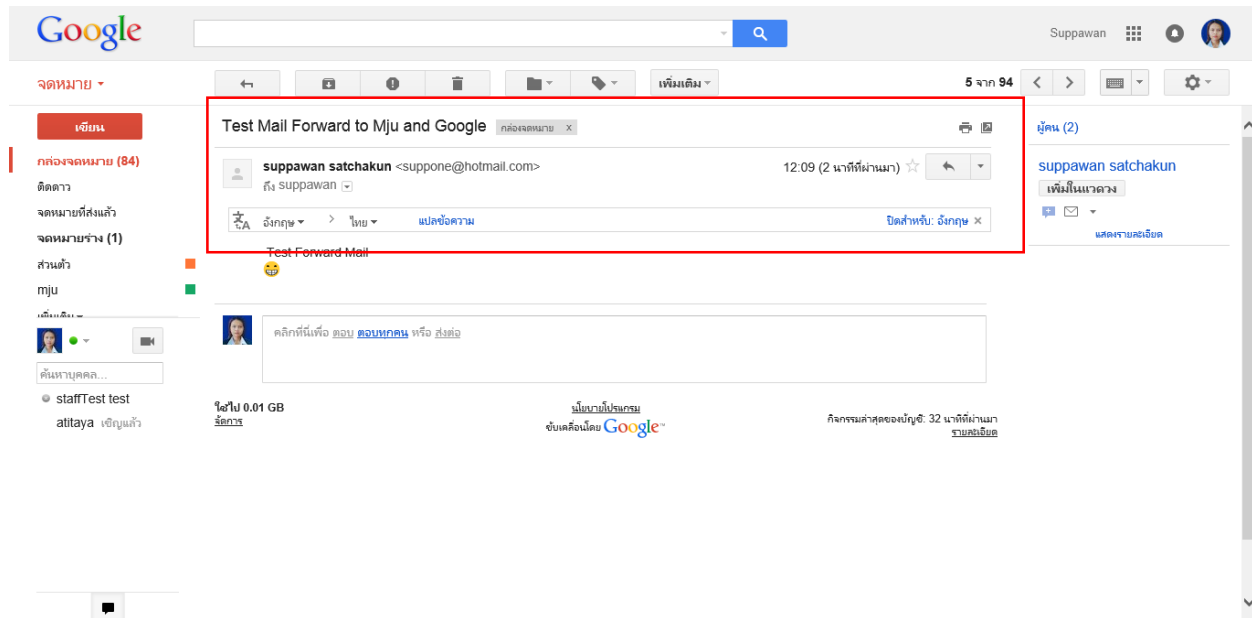 Google
Suppawan
จดหมาย
เพิ่มเติม
5 จาก 94
เขียน
กล่องจดหมาย (84)
ติดดาว
จดหมายที่ส่งแล้ว
จดหมายร่าง (1)
ส่วนตัว
mju
เพิ่มเติม
Test Mail Forward to Mju and Google กล่องจดหมาย x
suppawan satchakun <suppone@hotmail.com> 12:09 (2 นาทีที่ผ่านมา)
ถึง suppawan
อังกฤษ > ไทย แปลข้อความ ปิดสำหรับ: อังกฤษ ×
Test Forward Mail
ผู้คน (2)
suppawan satchakun
เพิ่มในแวดวง
แสดงรายละเอียด
คลิกที่นี่เพื่อ ตอบ ตอบทุกคน หรือ ส่งต่อ
ค้นหาบุคคล...
staffTest test
atitaya เชิญแล้ว
ใช้ไป 0.01 GB
จัดการ
นโยบายโปรแกรม
ขับเคลื่อนโดย Google™
กิจกรรมล่าสุดของบัญชี: 32 นาทีที่ผ่านมา
รายละเอียด